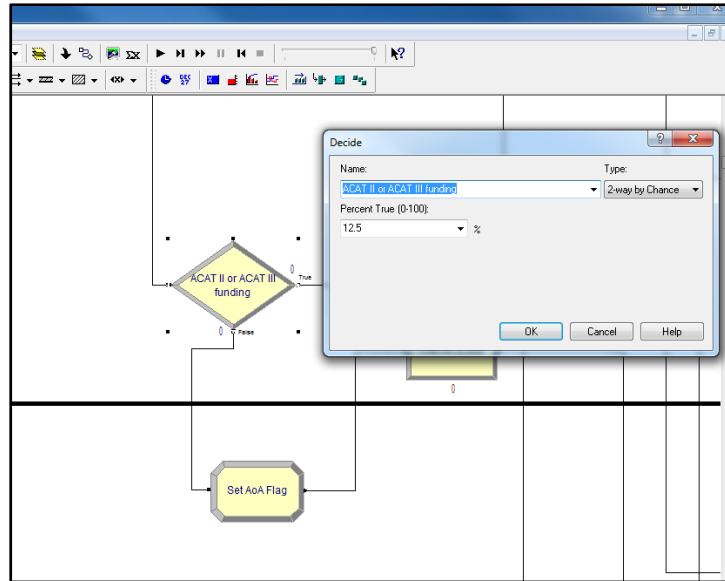 Decide
Name:
Type:
ACAT II or ACAT III funding
2-way by Chance
Percent True (0-100):
12.5
%
OK
Cancel
Help
ACAT II or ACAT III
funding
0
True
0
False
0
Set AoA Flag